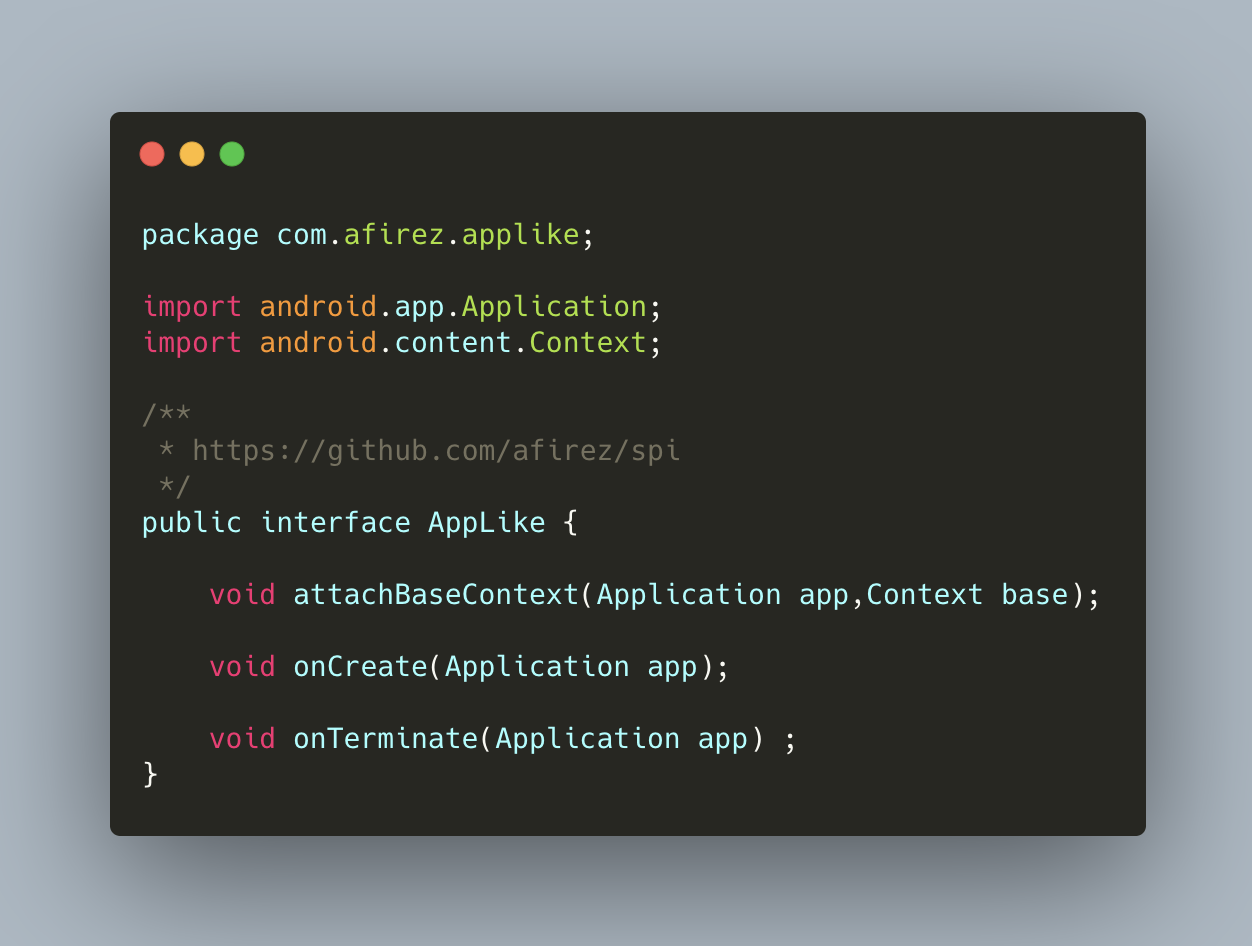 package com.afirez.applike;
import android.app.Application;
import android.content.Context;
/**
 * https://github.com/afirez/spi
 */
public interface AppLike {
    void attachBaseContext(Application app,Context base);
    void onCreate(Application app);
    void onTerminate(Application app) ;
}